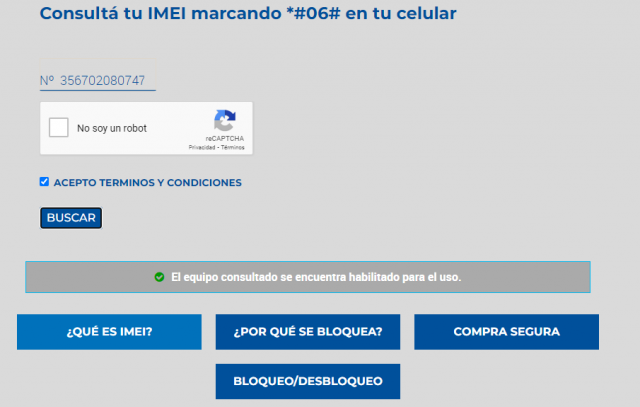 Consultá tu IMEI marcando *#06# en tu celular
Nº 356702080747
No soy un robot
reCAPTCHA
Privacidad - Términos
ACEPTO TERMINOS Y CONDICIONES
BUSCAR
El equipo consultado se encuentra habilitado para el uso.
¿QUÉ ES IMEI?
¿POR QUÉ SE BLOQUEA?
COMPRA SEGURA
BLOQUEO/DESBLOQUEO